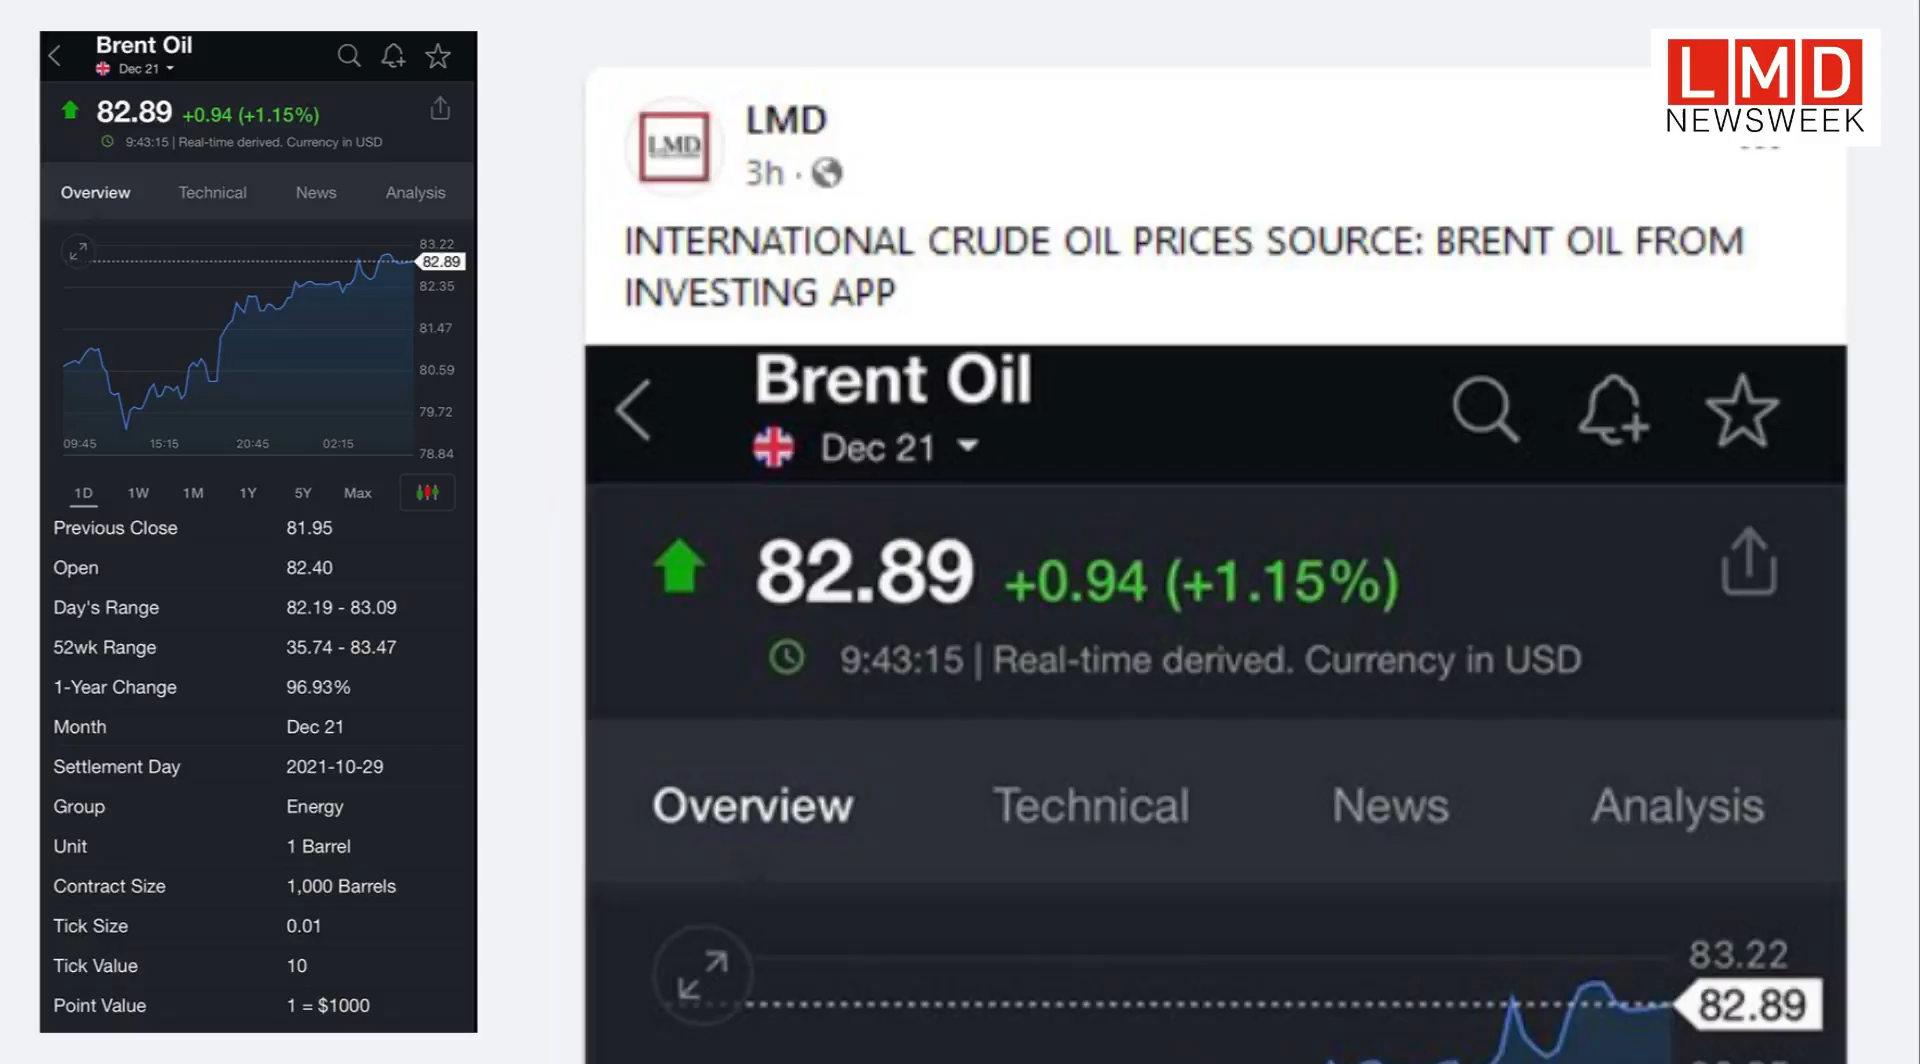 Brent Oil
Dec 21
82.89 +0.94 (+1.15%)
9:43:15 | Real-time derived. Currency in USD
Overview Technical News Analysis
83.22
82.89
82.35
81.47
80.59
79.72
09:45 15:15 20:45 02:15
78.84
1D 1W 1M 1Y 5Y Max
Previous Close 81.95
Open 82.40
Day's Range 82.19 - 83.09
52wk Range 35.74 - 83.47
1-Year Change 96.93%
Month Dec 21
Settlement Day 2021-10-29
Group Energy
Unit 1 Barrel
Contract Size 1,000 Barrels
Tick Size 0.01
Tick Value 10
Point Value 1 = $1000
LMD
NEWSWEEK
LMD
LMD
3h ·
INTERNATIONAL CRUDE OIL PRICES SOURCE: BRENT OIL FROM
INVESTING APP
Brent Oil
Dec 21
82.89 +0.94 (+1.15%)
9:43:15 | Real-time derived. Currency in USD
Overview Technical News Analysis
83.22
82.89